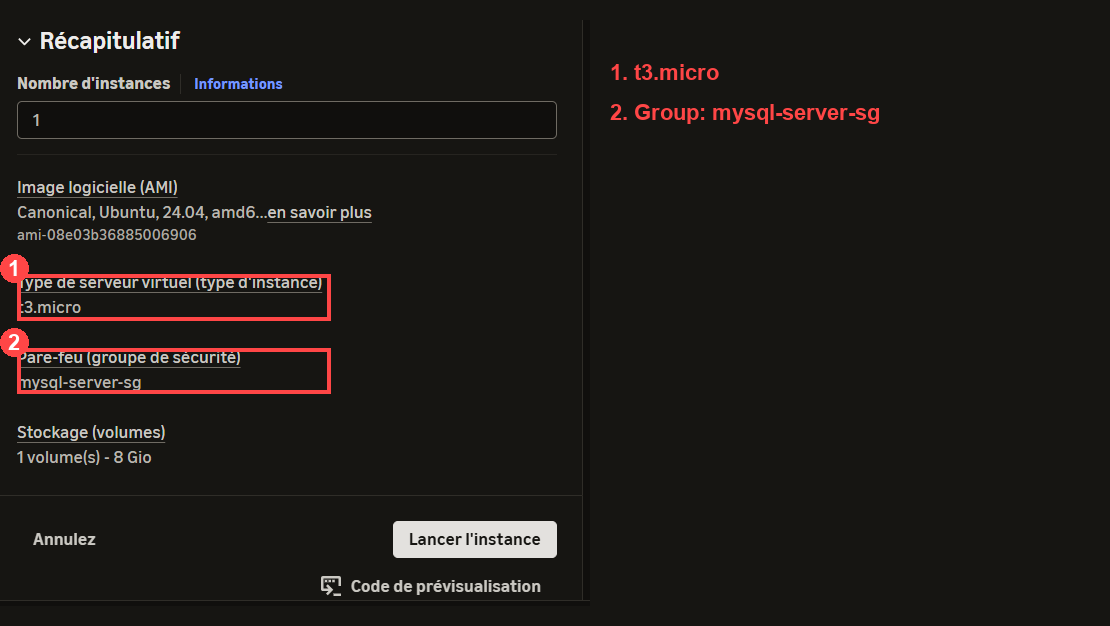 Récapitulatif
Nombre d'instances Informations
1
Image logicielle (AMI)
Canonical, Ubuntu, 24.04, amd6...en savoir plus
ami-08e03b36885006906
1
Type de serveur virtuel (type d'instance)
t3.micro
2
Pare-feu (groupe de sécurité)
mysql-server-sg
Stockage (volumes)
1 volume(s) - 8 Gio
Annulez
Lancer l'instance
Code de prévisualisation
1. t3.micro
2. Group: mysql-server-sg